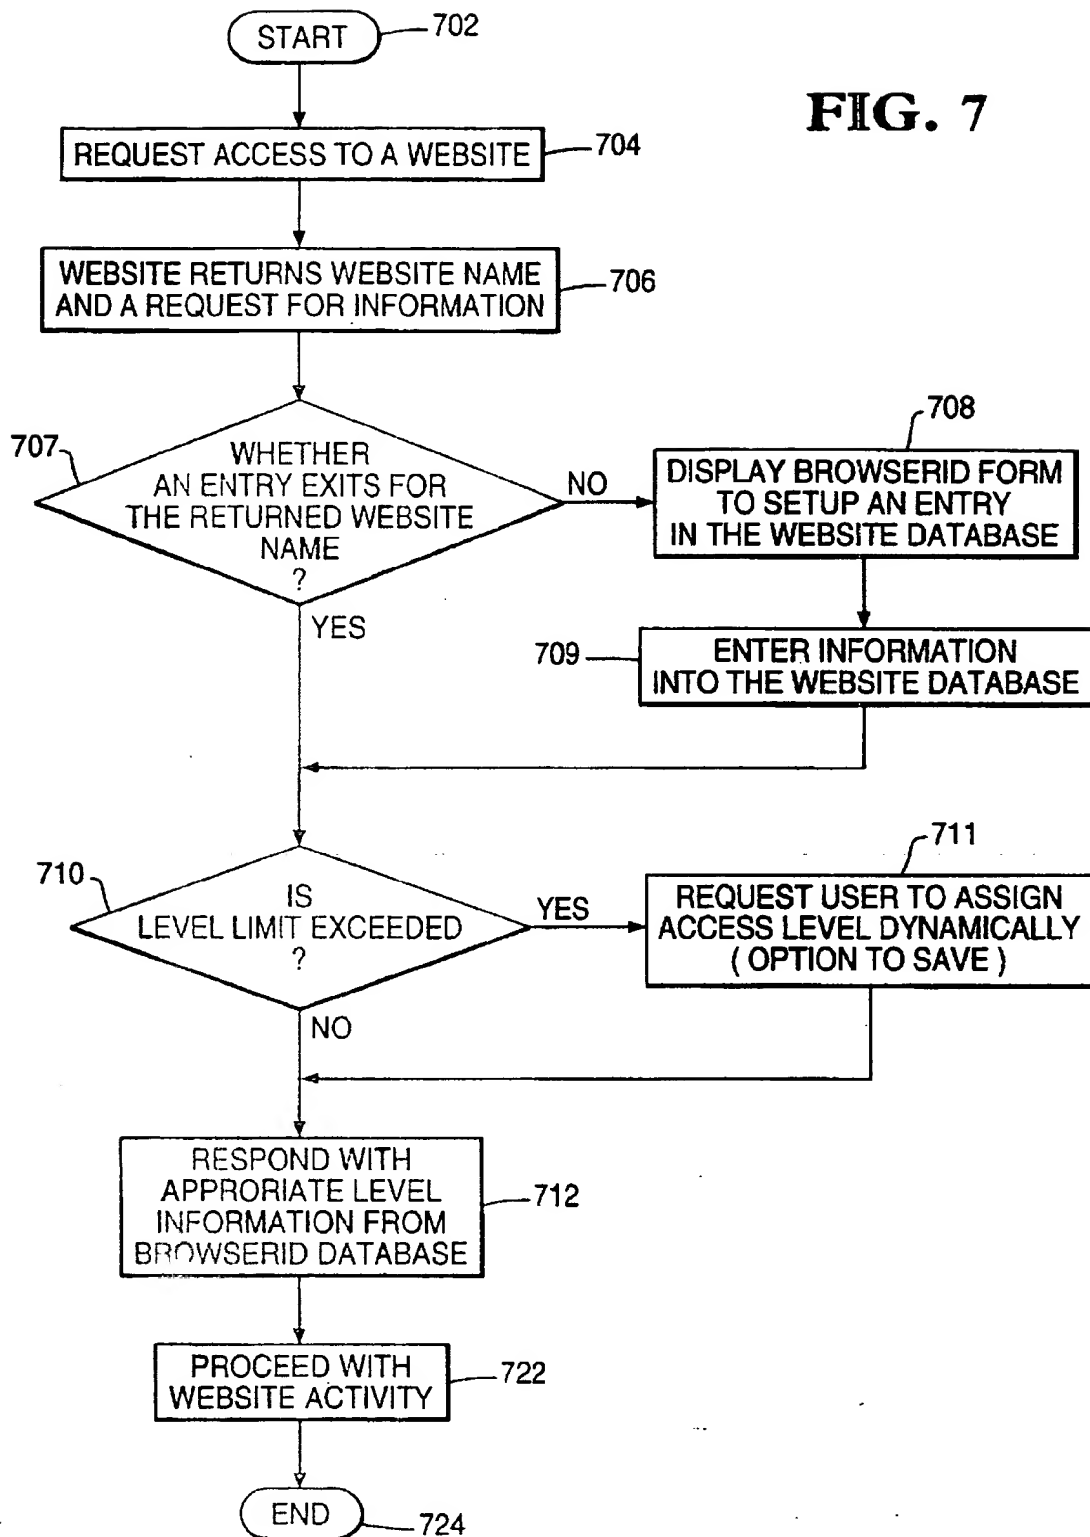 START
702
FIG. 7
REQUEST ACCESS TO A WEBSITE
704
WEBSITE RETURNS WEBSITE NAME
AND A REQUEST FOR INFORMATION
706
707
WHETHER
AN ENTRY EXITS FOR
THE RETURNED WEBSITE
NAME
?
NO
YES
708
DISPLAY BROWSERID FORM
TO SETUP AN ENTRY
IN THE WEBSITE DATABASE
709
ENTER INFORMATION
INTO THE WEBSITE DATABASE
710
IS
LEVEL LIMIT EXCEEDED
?
YES
NO
711
REQUEST USER TO ASSIGN
ACCESS LEVEL DYNAMICALLY
( OPTION TO SAVE )
RESPOND WITH
APPRORIATE LEVEL
INFORMATION FROM
BROWSERID DATABASE
712
PROCEED WITH
WEBSITE ACTIVITY
722
END
724